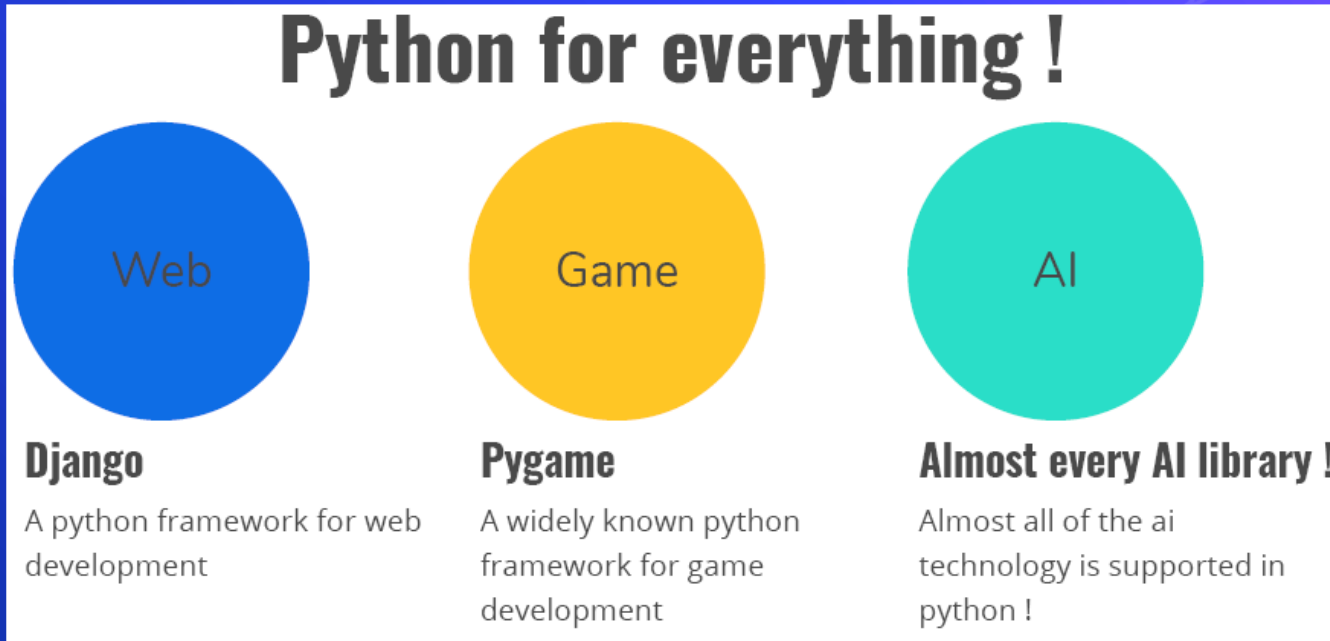 Python for everything !
Web
Game
AI
Django
A python framework for web
development
Pygame
A widely known python
framework for game
development
Almost every AI library !
Almost all of the ai
technology is supported in
python !